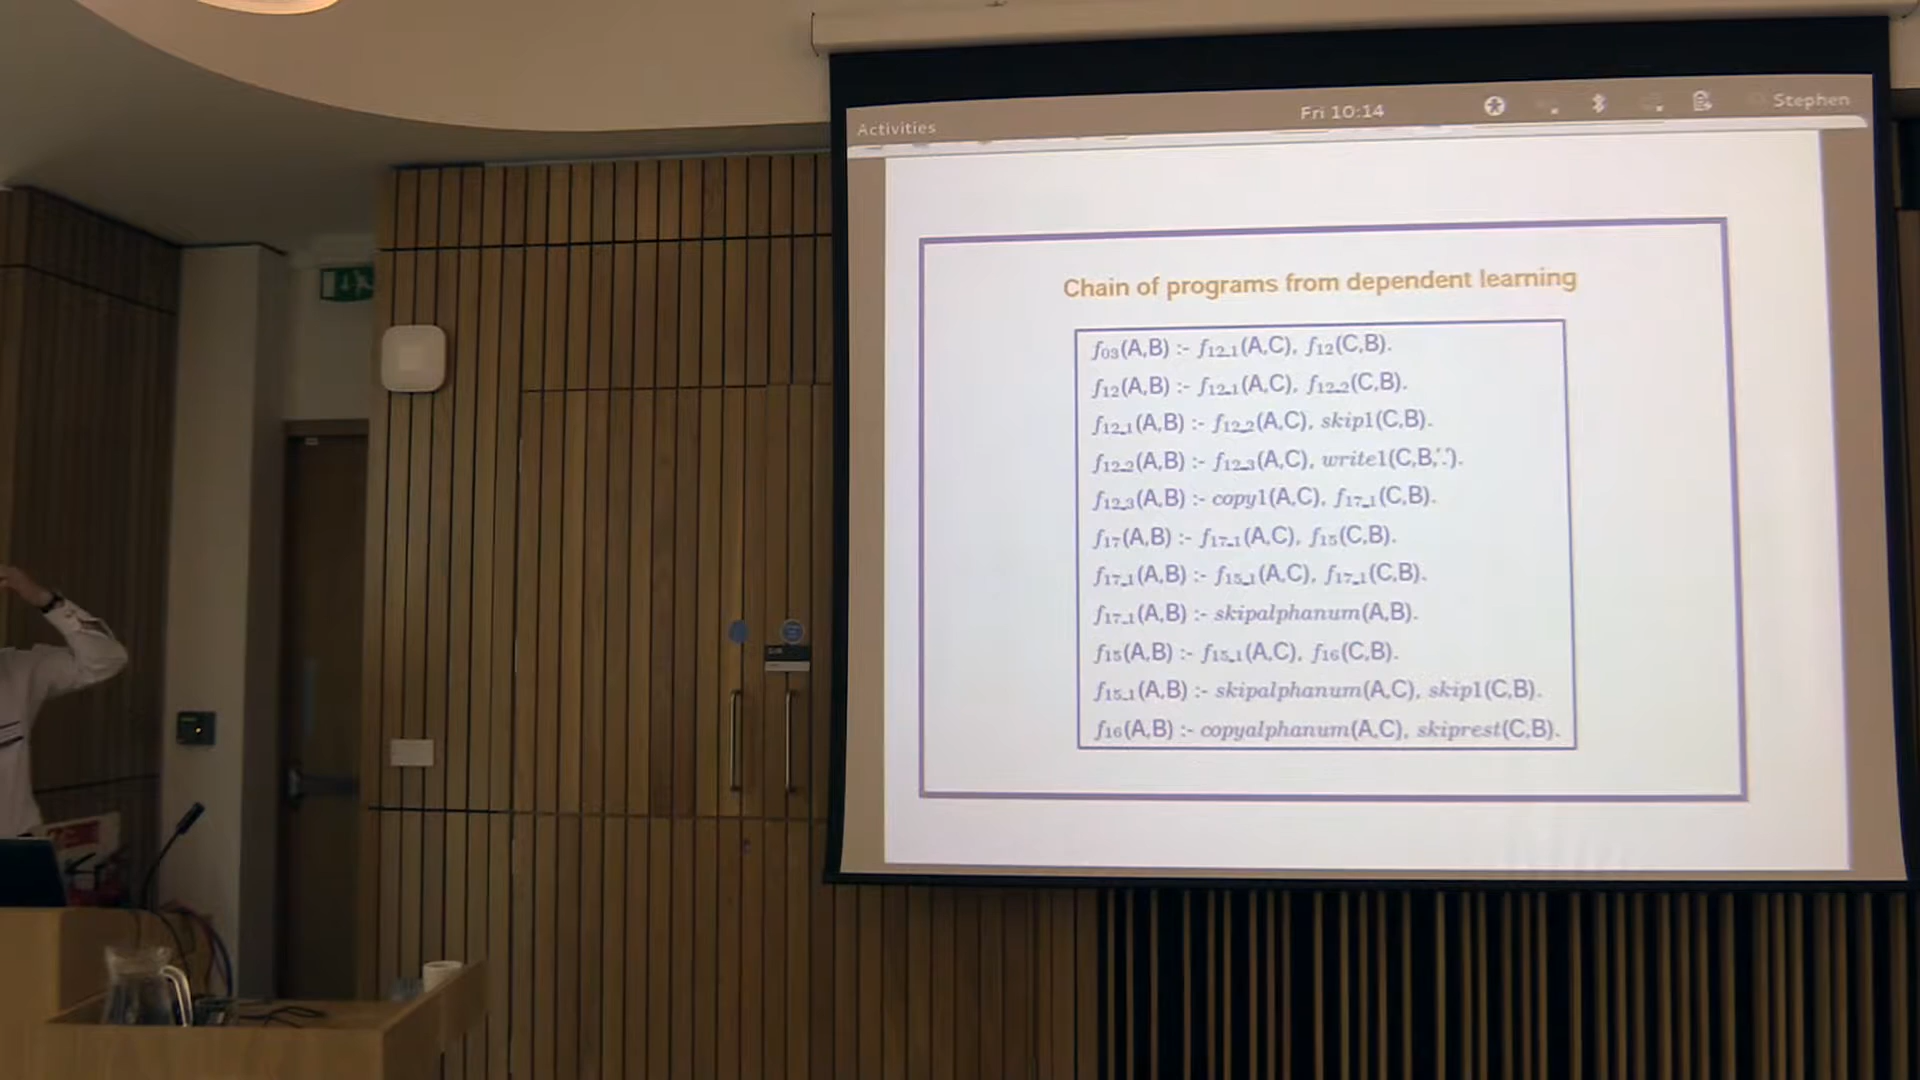 Activities
Fri 10:14
Stephen
Chain of programs from dependent learning
f03(A,B) :- f12_1(A,C), f12(C,B).
f12(A,B) :- f12_1(A,C), f12_2(C,B).
f12_1(A,B) :- f12_2(A,C), skip1(C,B).
f12_2(A,B) :- f12_3(A,C), write1(C,B,'.').
f12_3(A,B) :- copy1(A,C), f17_1(C,B).
f17(A,B) :- f17_1(A,C), f15(C,B).
f17_1(A,B) :- f15_1(A,C), f17_1(C,B).
f17_1(A,B) :- skipalphanum(A,B).
f15(A,B) :- f15_1(A,C), f16(C,B).
f15_1(A,B) :- skipalphanum(A,C), skip1(C,B).
f16(A,B) :- copyalphanum(A,C), skiprest(C,B).